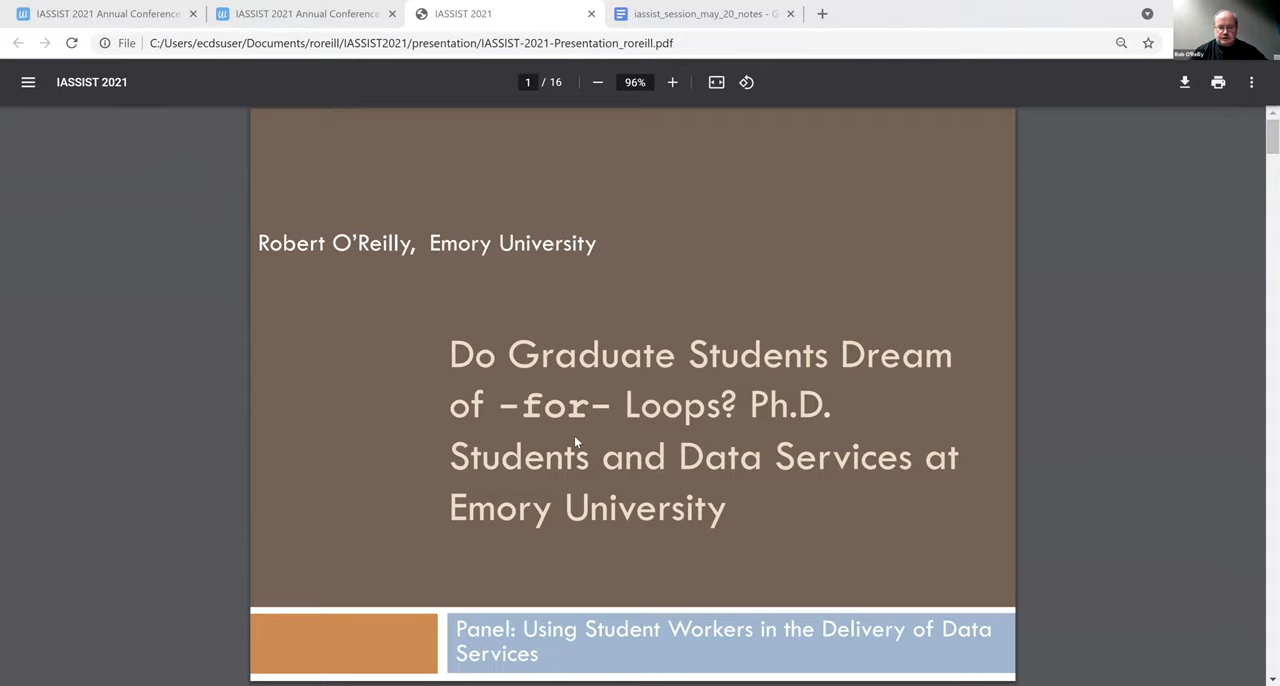 IASSIST 2021 Annual Conference
IASSIST 2021 Annual Conference
IASSIST 2021
iassist_session_may_20_notes - G
File
C:/Users/ecdsuser/Documents/roreill/IASSIST2021/presentation/IASSIST-2021-Presentation_roreill.pdf
Rob O'Reilly
IASSIST 2021
1 / 16
96%
Robert O'Reilly, Emory University
Do Graduate Students Dream
of -for- Loops? Ph.D.
Students and Data Services at
Emory University
Panel: Using Student Workers in the Delivery of Data
Services